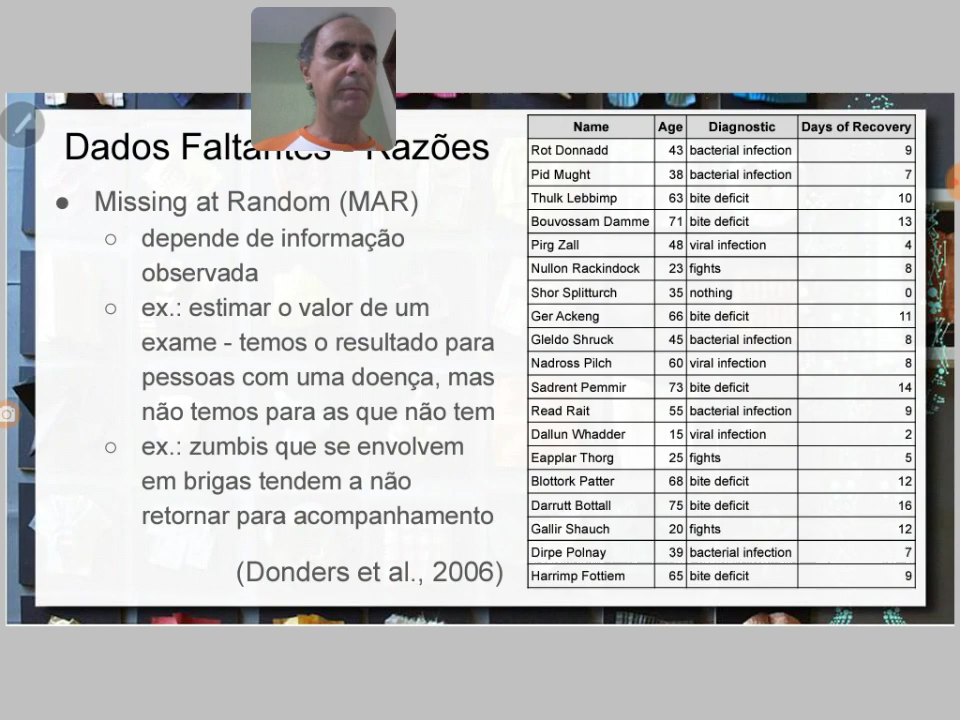 Dados Faltantes - Razões
● Missing at Random (MAR)
○ depende de informação
observada
○ ex.: estimar o valor de um
exame - temos o resultado para
pessoas com uma doença, mas
não temos para as que não tem
○ ex.: zumbis que se envolvem
em brigas tendem a não
retornar para acompanhamento
(Donders et al., 2006)
Name Age Diagnostic Days of Recovery
Rot Donnadd 43 bacterial infection 9
Pid Mught 38 bacterial infection 7
Thulk Lebbimp 63 bite deficit 10
Bouvossam Damme 71 bite deficit 13
Pirg Zall 48 viral infection 4
Nullon Rackindock 23 fights 8
Shor Splitturch 35 nothing 0
Ger Ackeng 66 bite deficit 11
Gleldo Shruck 45 bacterial infection 8
Nadross Pilch 60 viral infection 8
Sadrent Pemmir 73 bite deficit 14
Read Rait 55 bacterial infection 9
Dallun Whadder 15 viral infection 2
Eapplar Thorg 25 fights 5
Blottork Patter 68 bite deficit 12
Darrutt Bottall 75 bite deficit 16
Gallir Shauch 20 fights 12
Dirpe Polnay 39 bacterial infection 7
Harrimp Fottiem 65 bite deficit 9